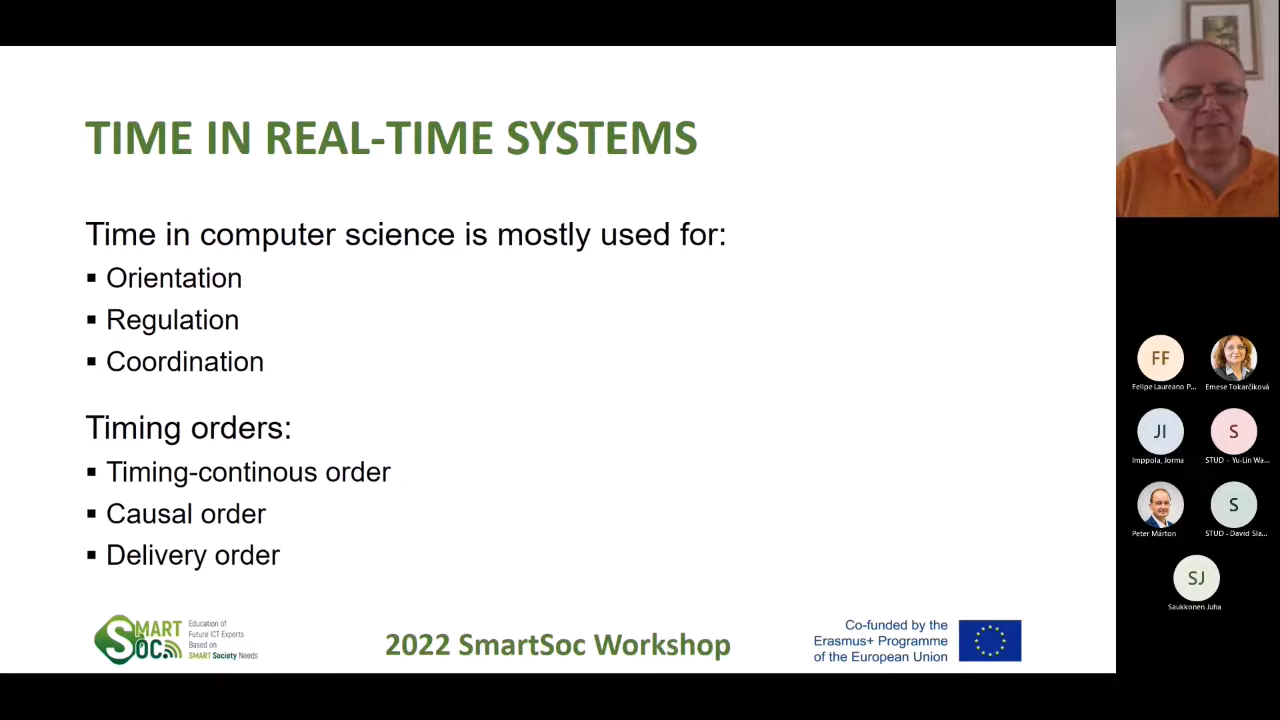 TIME IN REAL-TIME SYSTEMS
Time in computer science is mostly used for:
▪ Orientation
▪ Regulation
▪ Coordination
Timing orders:
▪ Timing-continous order
▪ Causal order
▪ Delivery order
SMART
SOC
Education of
Future ICT Experts
Based on
SMART Society Needs
2022 SmartSoc Workshop
Co-funded by the
Erasmus+ Programme
of the European Union
FF
Felipe Laureano P...
Emese Tokarčíková
JI
Imppola, Jorma
S
STUD - Yu-Lin Wa...
Peter Márton
S
STUD - David Sla...
SJ
Saukkonen Juha